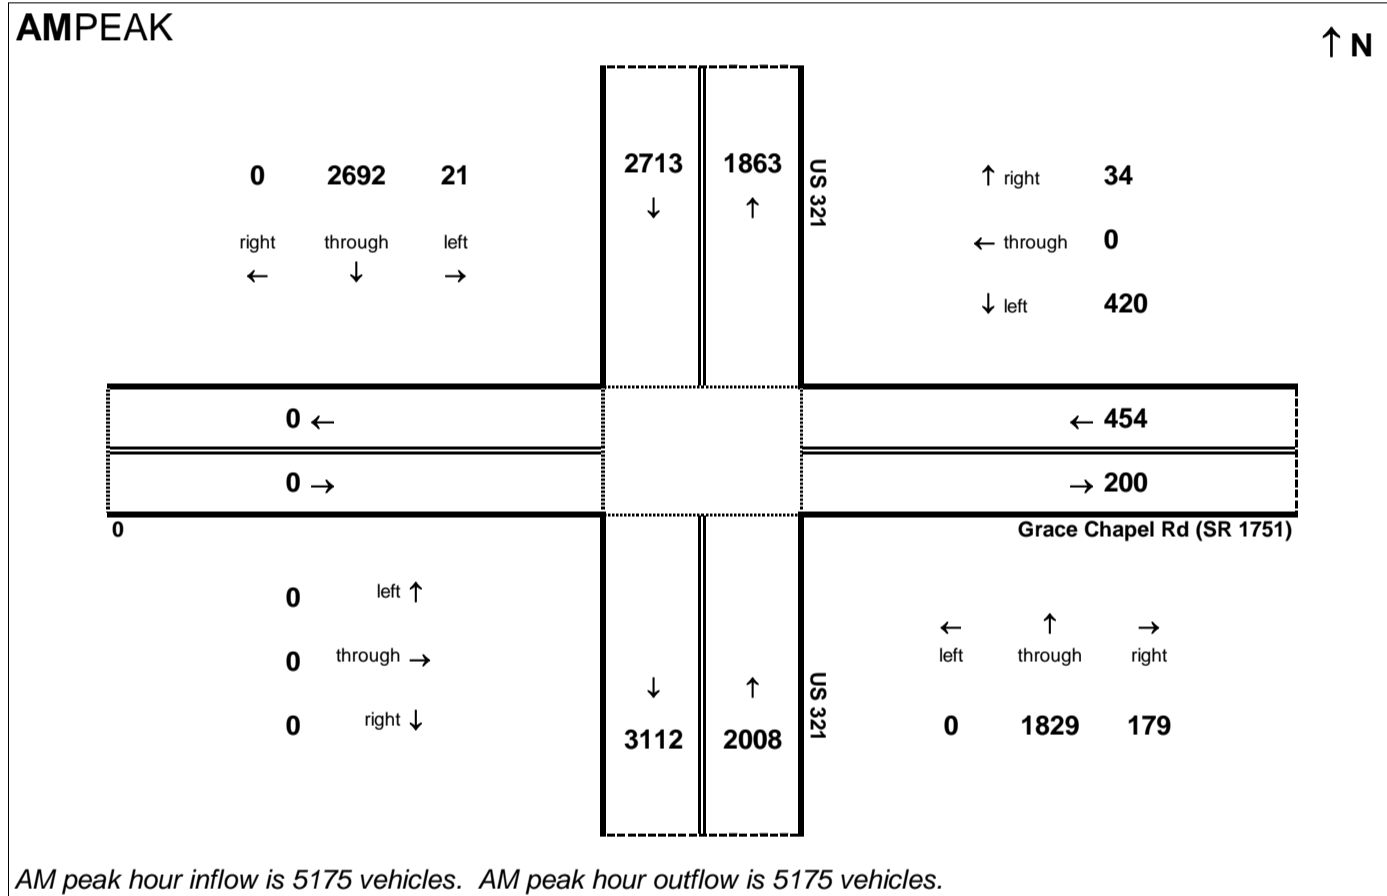 AMPEAK
↑ N
0 2692 21
right through left
← ↓ →
2713 1863
↓ ↑
US 321
↑ right 34
← through 0
↓ left 420
0 ←
← 454
0 →
→ 200
0
Grace Chapel Rd (SR 1751)
0 left ↑
0 through →
0 right ↓
↓ ↑
3112 2008
US 321
← ↑ →
left through right
0 1829 179
AM peak hour inflow is 5175 vehicles. AM peak hour outflow is 5175 vehicles.